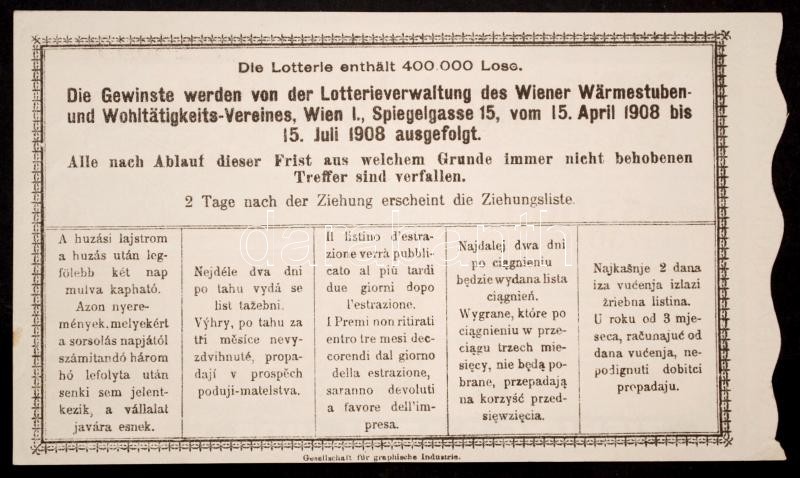 Die Lotterie enthält 400.000 Lose.
Die Gewinste werden von der Lotterieverwaltung des Wiener Wärmestuben-
und Wohltätigkeits-Vereines, Wien I., Spiegelgasse 15, vom 15. April 1908 bis
15. Juli 1908 ausgefolgt.
Alle nach Ablauf dieser Frist aus welchem Grunde immer nicht behobenen
Treffer sind verfallen.
2 Tage nach der Ziehung erscheint die Ziehungsliste.
A huzási lajstrom
a huzás után leg-
fölebb két nap
mulva kapható.
Azon nyere-
mények, melyekért
a sorsolás napjától
számitandó három
hó lefolyta után
senki sem jelent-
kezik, a vállalat
javára esnek.
Nejdéle dva dni
po tahu vydá se
list tažební.
Výhry, po tahu za
tři měsíce nevy-
zdvihnuté, propa-
dají v prospěch
poduji-matelstva.
Il listino d'estra-
zione verrà pubbli-
cato al più tardi
due giorni dopo
l'estrazione.
I Premi non ritirati
entro tre mesi dec-
corendi dal giorno
della estrazione,
saranno devoluti
a favore dell'im-
presa.
Najdalej dwa dni
po ciągnieniu
będzie wydana lista
ciągnień.
Wygrane, które po
ciągnieniu w prze-
ciągu trzech mie-
sięcy, nie będą po-
brane, przepadają
na korzyść przed-
sięwzięcia.
Najkašnje 2 dana
iza vućenja izlazi
žriebna listina.
U roku od 3 mje-
seca, računajuć od
dana vućenja, ne-
podignuti dobitci
propadaju.
Gesellschaft für graphische Industrie.
darabanth